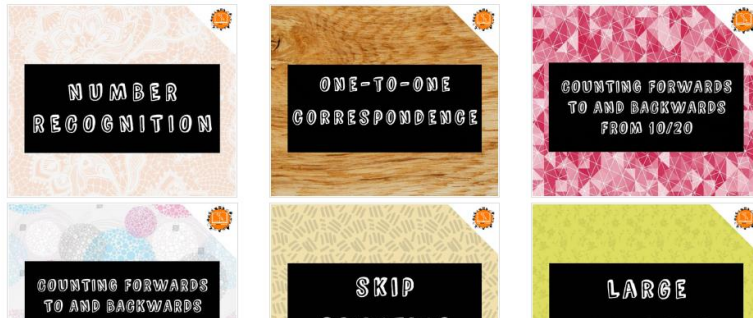 NUMBER
RECOGNITION
ONE-TO-ONE
CORRESPONDENCE
COUNTING FORWARDS
TO AND BACKWARDS
FROM 10/20
COUNTING FORWARDS
TO AND BACKWARDS
SKIP
LARGE